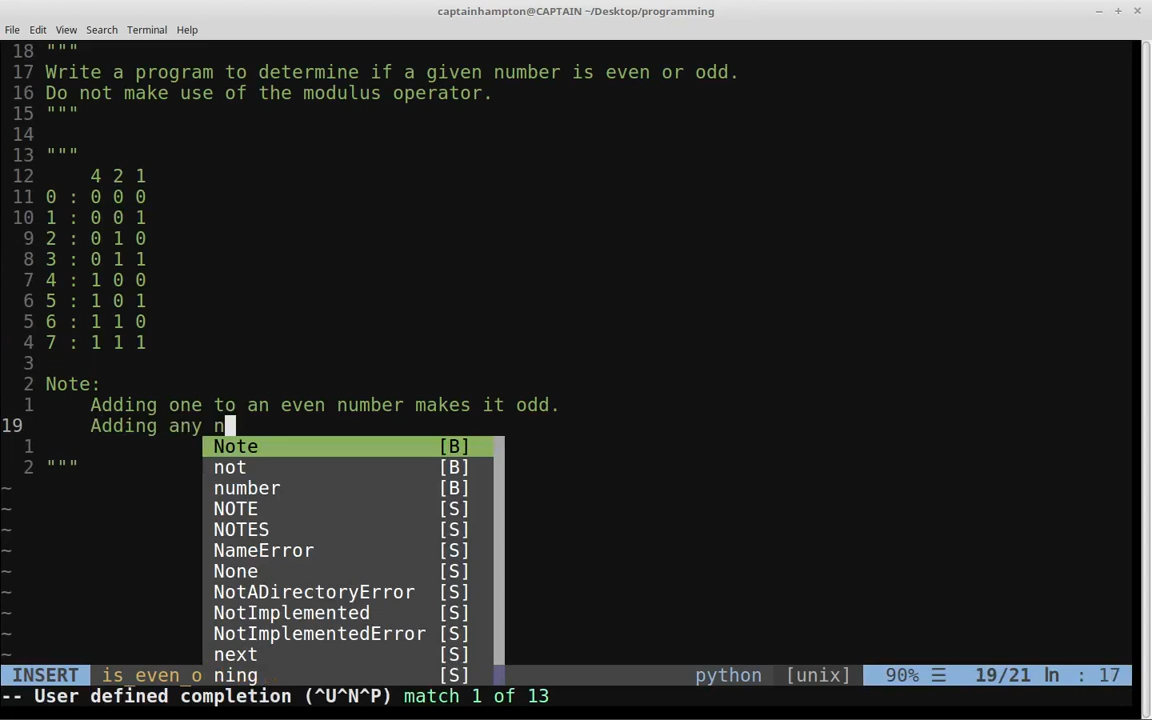 captainhampton@CAPTAIN ~/Desktop/programming
File Edit View Search Terminal Help
18 """
17 Write a program to determine if a given number is even or odd.
16 Do not make use of the modulus operator.
15 """
14
13 """
12 4 2 1
11 0 : 0 0 0
10 1 : 0 0 1
9 2 : 0 1 0
8 3 : 0 1 1
7 4 : 1 0 0
6 5 : 1 0 1
5 6 : 1 1 0
4 7 : 1 1 1
3
2 Note:
1 Adding one to an even number makes it odd.
19 Adding any n
1 Note [B]
2 """ not [B]
~ number [B]
~ NOTE [S]
~ NOTES [S]
~ NameError [S]
~ None [S]
~ NotADirectoryError [S]
~ NotImplemented [S]
~ NotImplementedError [S]
~ next [S]
INSERT is_even_o ning [S] python [unix] 90% ☰ 19/21 ln : 17
-- User defined completion (^U^N^P) match 1 of 13